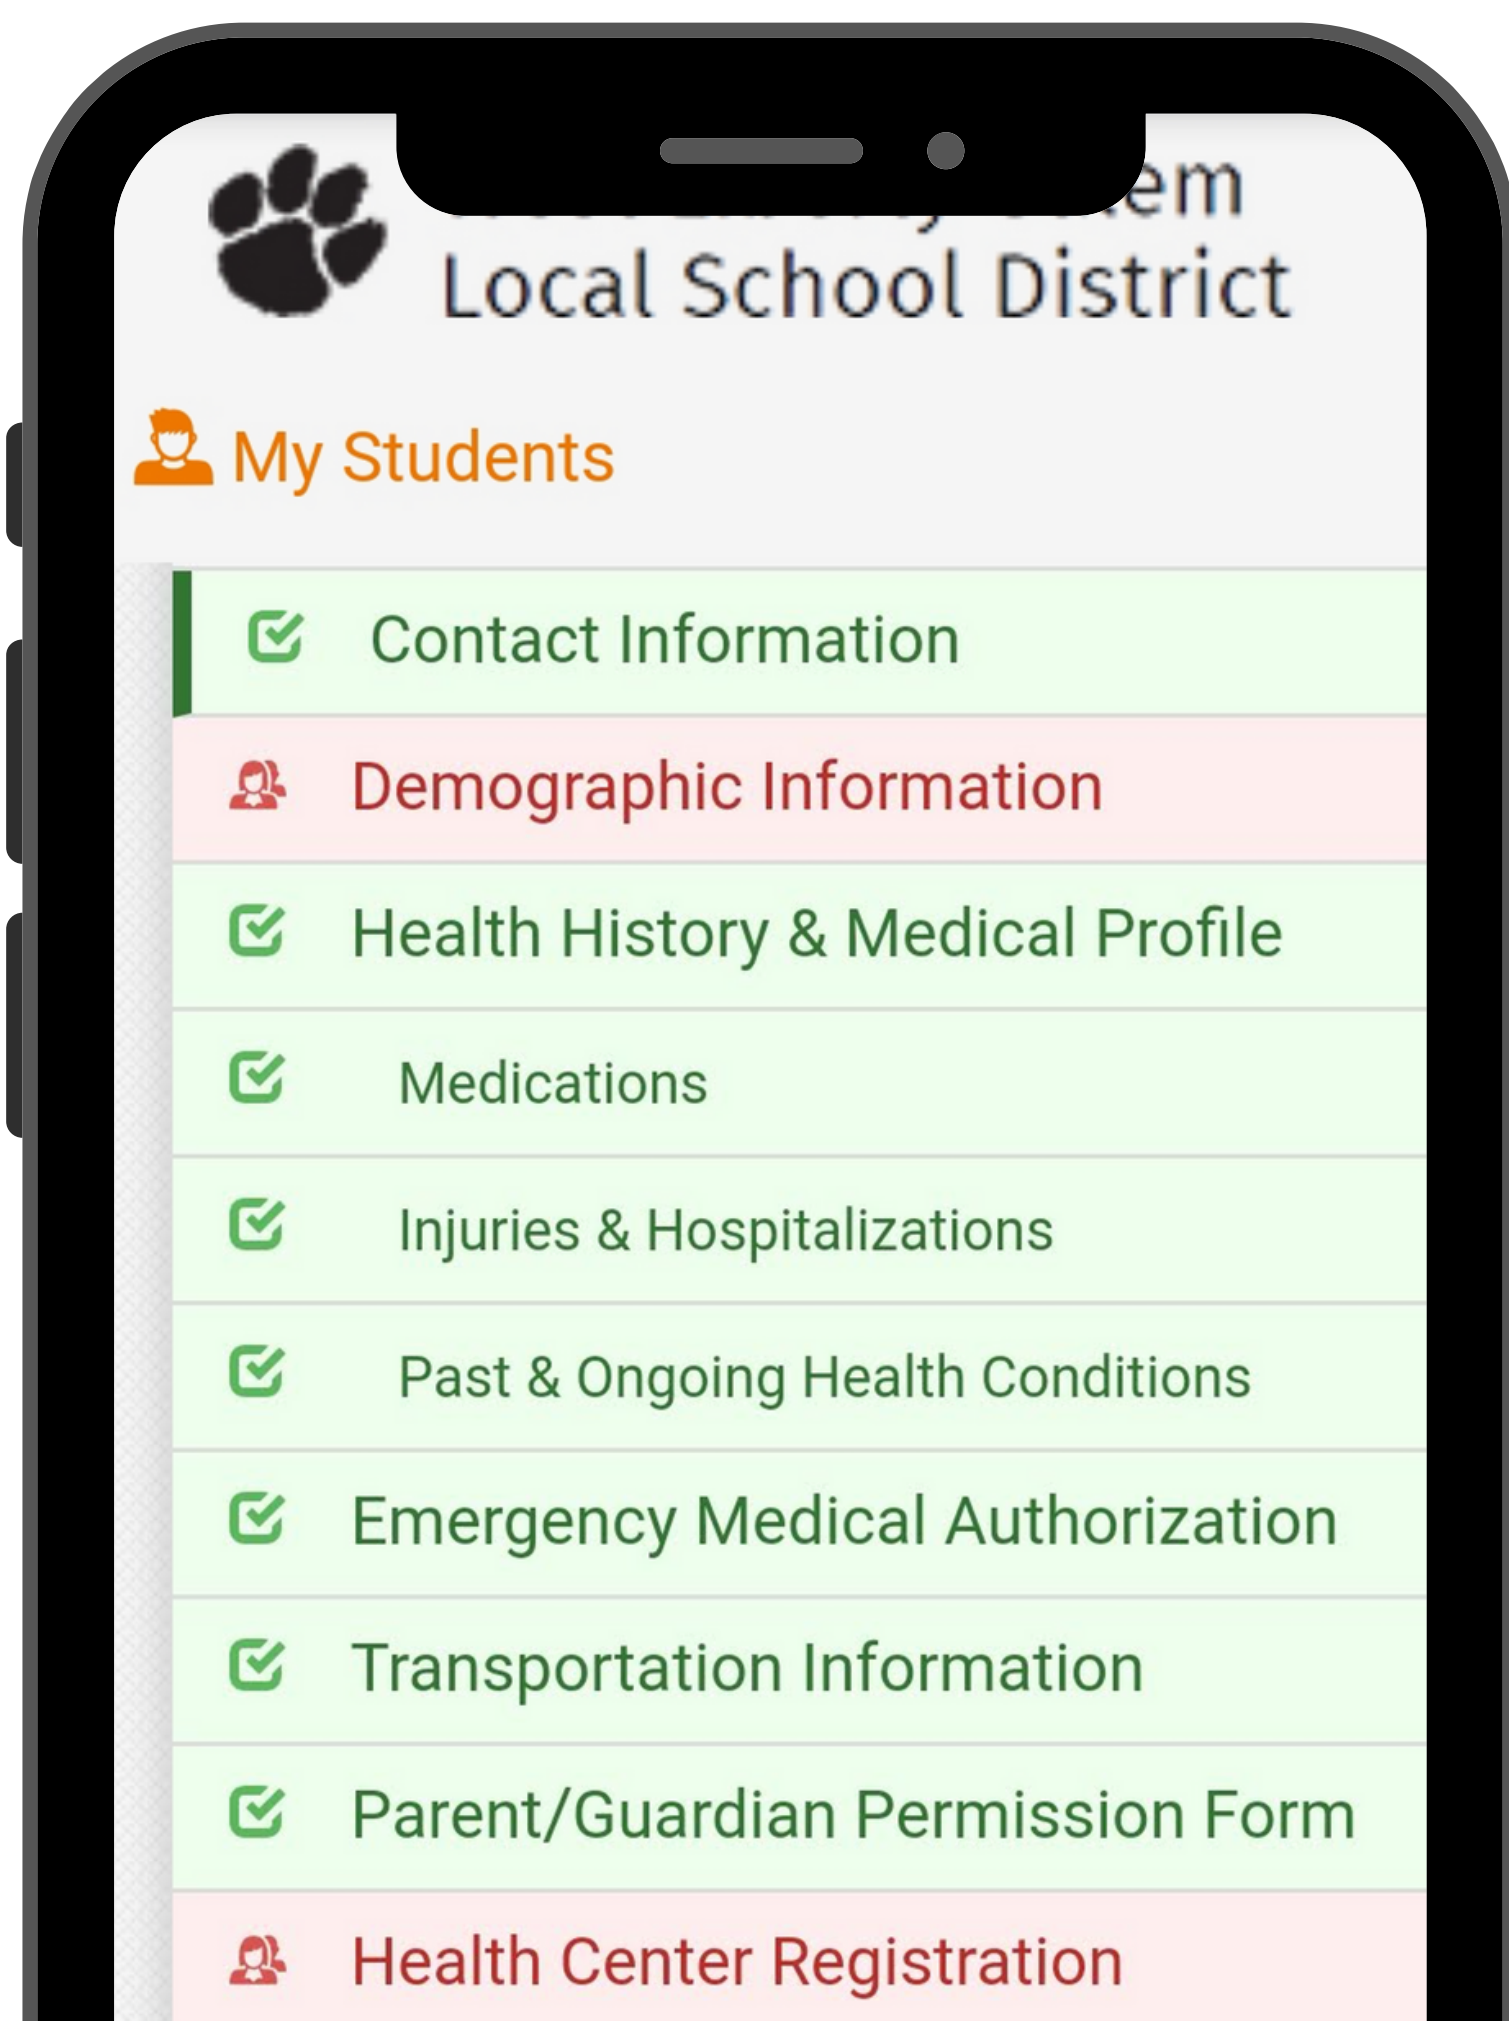 Local School District
My Students
Contact Information
Demographic Information
Health History & Medical Profile
Medications
Injuries & Hospitalizations
Past & Ongoing Health Conditions
Emergency Medical Authorization
Transportation Information
Parent/Guardian Permission Form
Health Center Registration